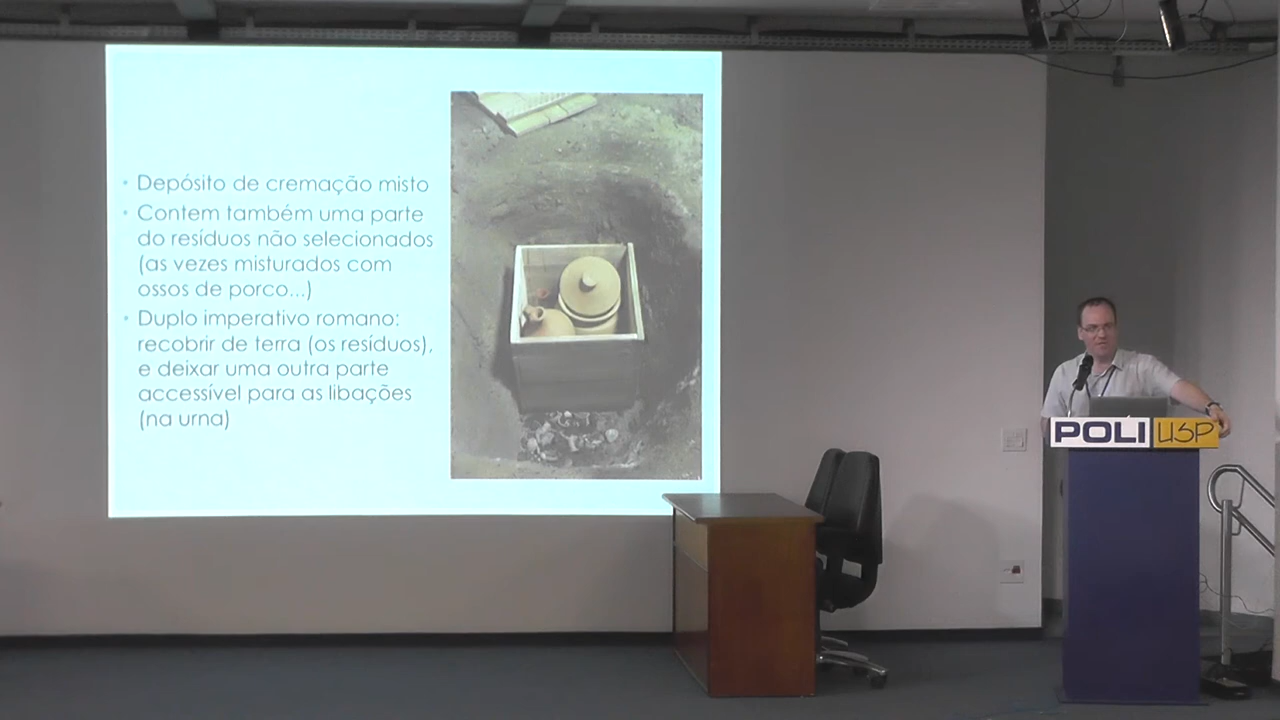 • Depósito de cremação misto
• Contem também uma parte
do resíduos não selecionados
(as vezes misturados com
ossos de porco...)
• Duplo imperativo romano:
recobrir de terra (os resíduos),
e deixar uma outra parte
accessível para as libações
(na urna)
POLI USP